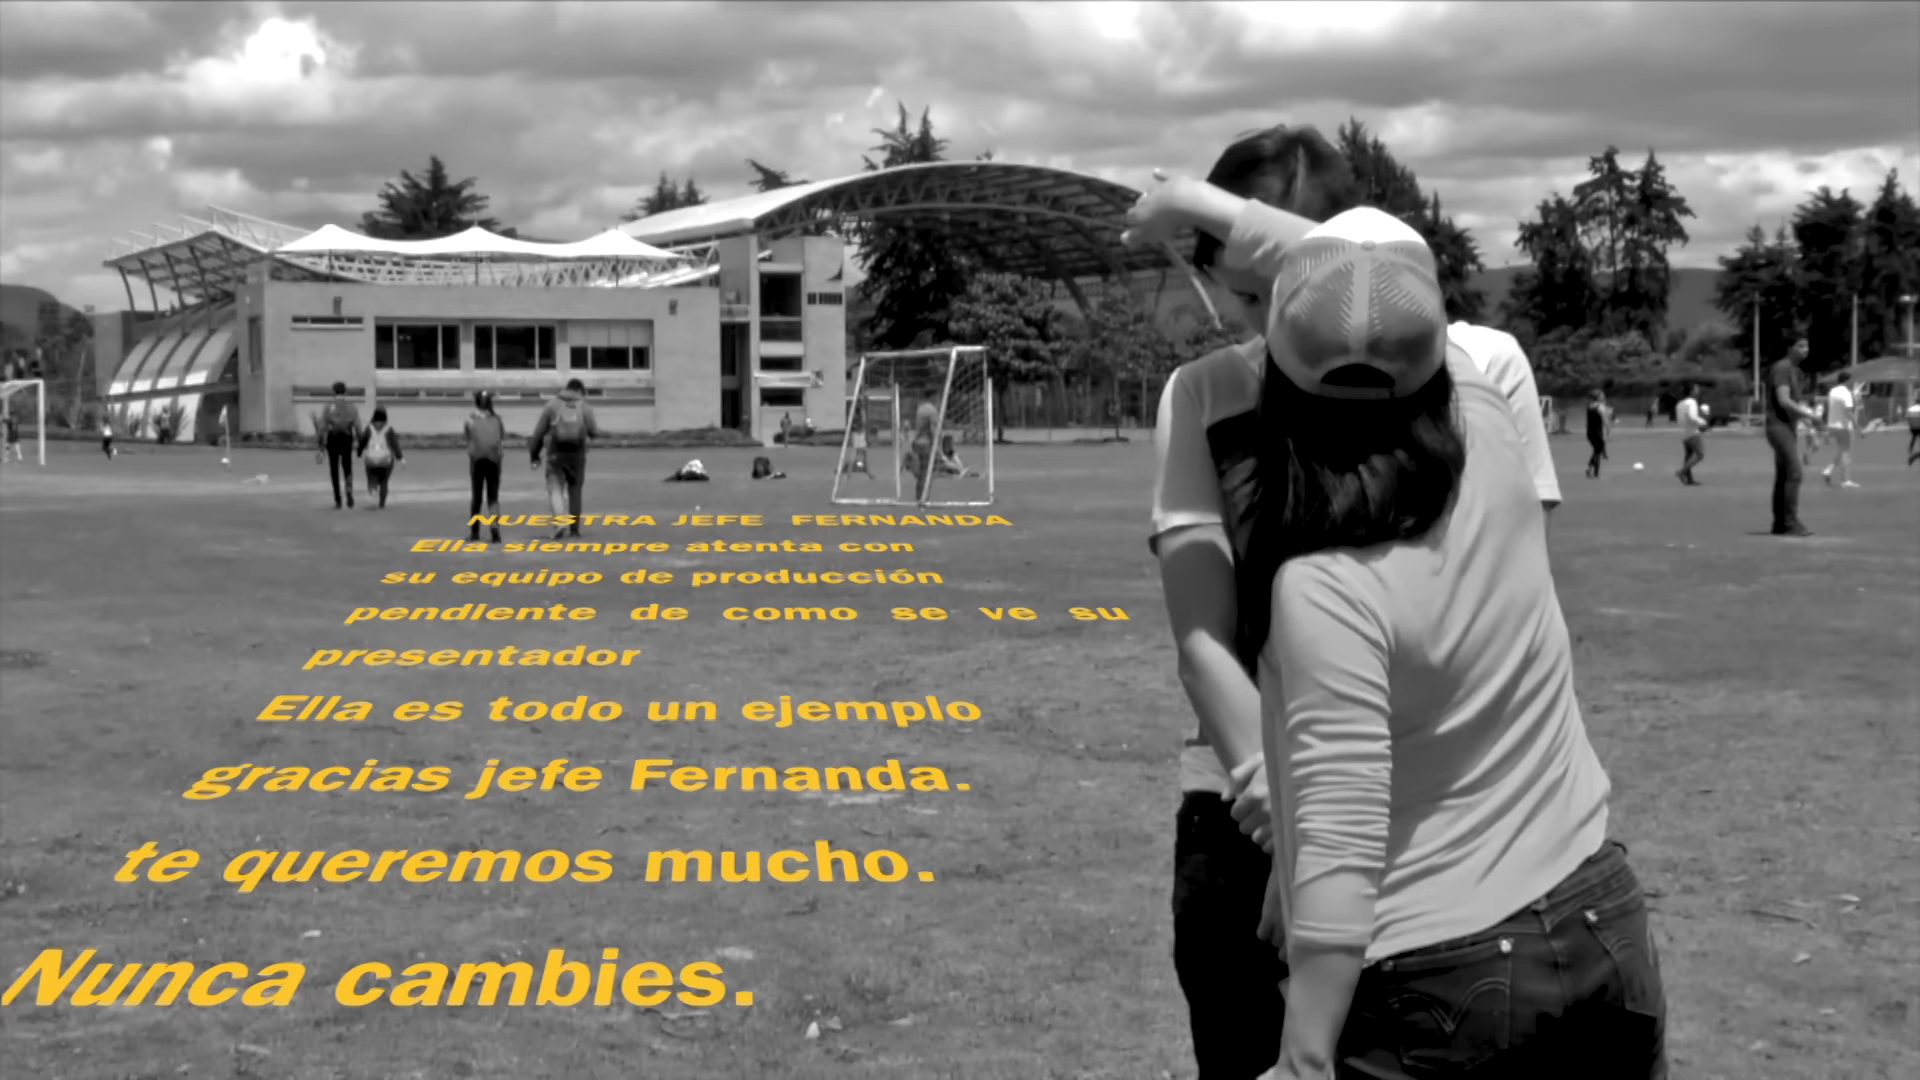 NUESTRA JEFE FERNANDA
Ella siempre atenta con
su equipo de producción
pendiente de como se ve su
presentador
Ella es todo un ejemplo
gracias jefe Fernanda.
te queremos mucho.
Nunca cambies.